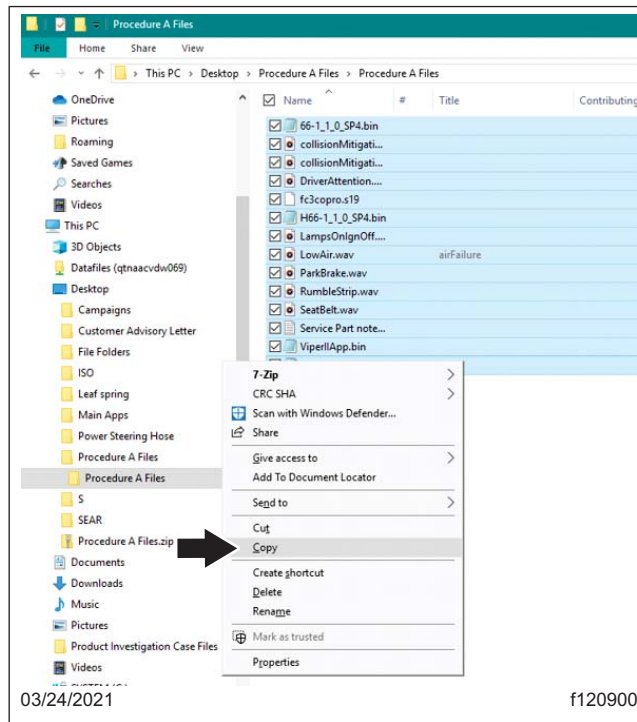 Procedure A Files
File Home Share View
This PC > Desktop > Procedure A Files > Procedure A Files
Name # Title Contributing
OneDrive
Pictures
Roaming
Saved Games
Searches
Videos
This PC
3D Objects
Datafiles (qtnaacvdw069)
Desktop
Campaigns
Customer Advisory Letter
File Folders
ISO
Leaf spring
Main Apps
Power Steering Hose
Procedure A Files
Procedure A Files
S
SEAR
Procedure A Files.zip
Documents
Downloads
Music
Pictures
Product Investigation Case Files
Videos
66-1_1_0_SP4.bin
collisionMitigati...
collisionMitigati...
DriverAttention....
fc3copro.s19
H66-1_1_0_SP4.bin
LampsOnIgnOff....
LowAir.wav airFailure
ParkBrake.wav
RumbleStrip.wav
SeatBelt.wav
Service Part note...
ViperIIApp.bin
7-Zip
CRC SHA
Scan with Windows Defender...
Share
Give access to
Add To Document Locator
Send to
Cut
Copy
Create shortcut
Delete
Rename
Mark as trusted
Properties
03/24/2021 f120900